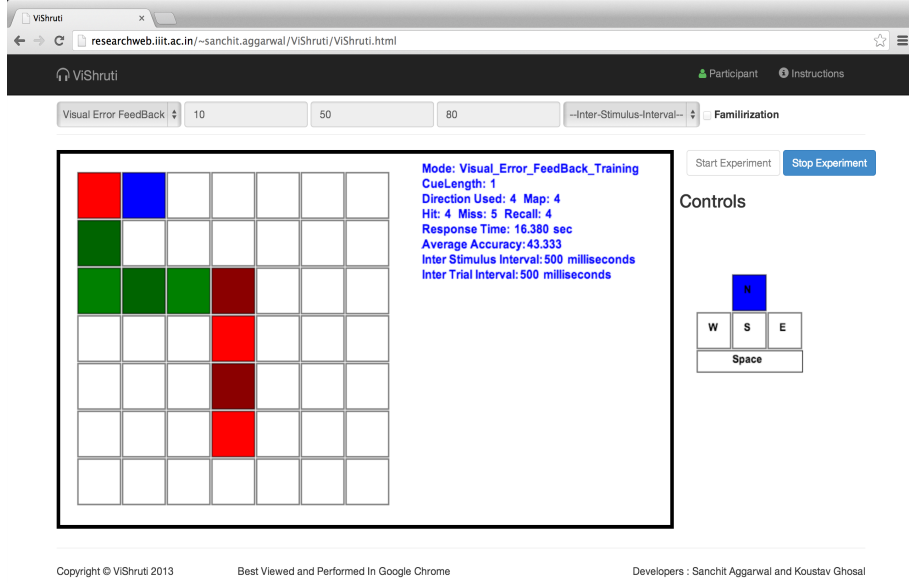 ViShruti
researchweb.iiit.ac.in/~sanchit.aggarwal/ViShruti/ViShruti.html
ViShruti Participant Instructions
Visual Error FeedBack 10 50 80 --Inter-Stimulus-Interval-- Familirization
Start Experiment Stop Experiment
Mode: Visual_Error_FeedBack_Training
CueLength: 1
Direction Used: 4 Map: 4
Hit: 4 Miss: 5 Recall: 4
Response Time: 16.380 sec
Average Accuracy:43.333
Inter Stimulus Interval:500 milliseconds
Inter Trial Interval:500 milliseconds
Controls
N
W S E
Space
Copyright © ViShruti 2013 Best Viewed and Performed In Google Chrome Developers : Sanchit Aggarwal and Koustav Ghosal